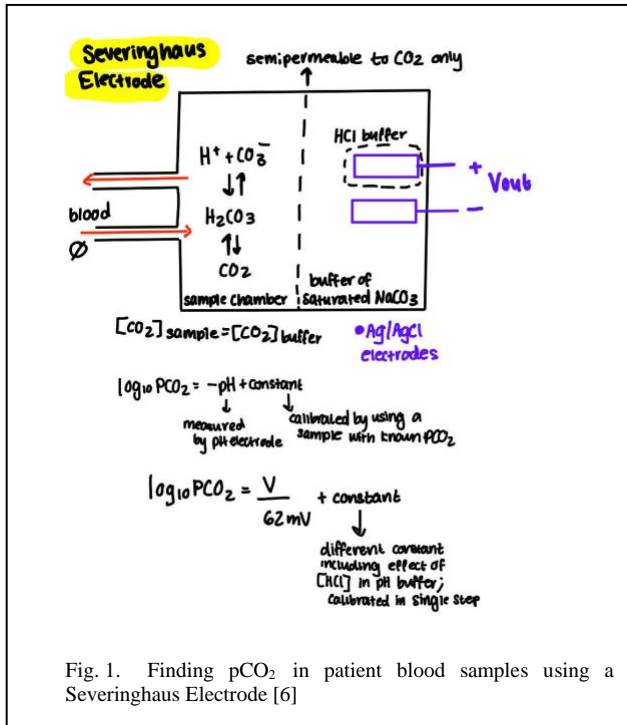 Severinghaus
Electrode
semipermeable to CO2 only
HCl buffer
H⁺ + CO₃⁻
H₂CO₃
CO₂
blood
Ø
+
Vout
-
sample chamber
buffer of
saturated NaCO₃
[CO₂] sample = [CO₂] buffer
•Ag/AgCl
electrodes
log₁₀ PCO₂ = -pH + constant
measured
by pH electrode
calibrated by using a
sample with known PCO₂
log₁₀ PCO₂ = V
62mV
+ constant
different constant
including effect of
[HCl] in pH buffer;
calibrated in single step
Fig. 1. Finding pCO₂ in patient blood samples using a
Severinghaus Electrode [6]